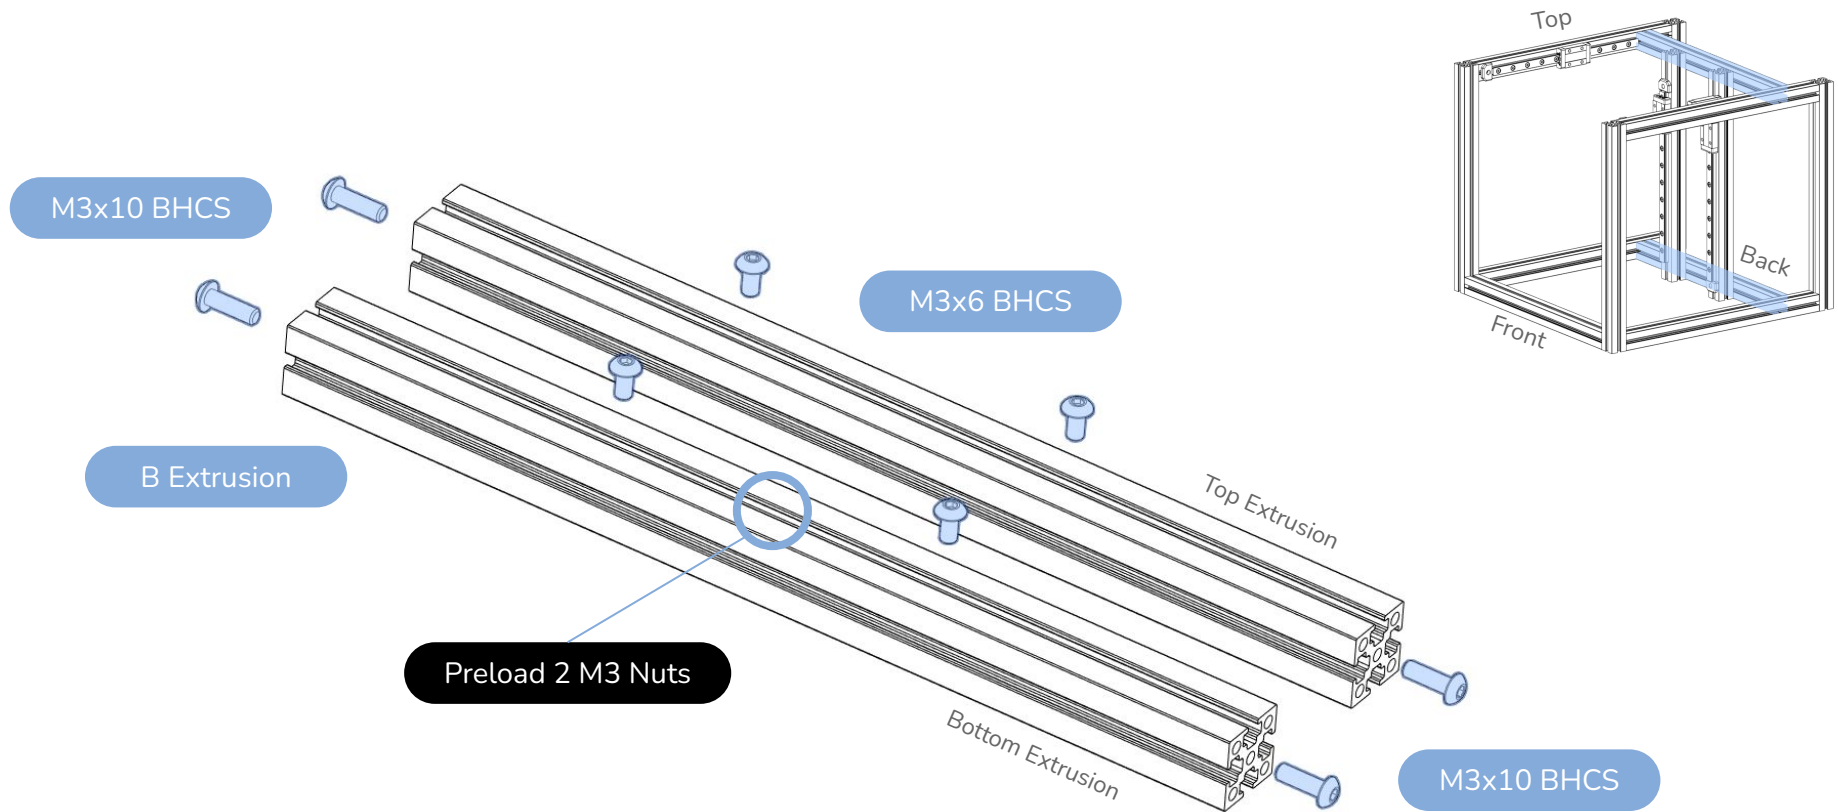 Top
M3x10 BHCS
M3x6 BHCS
Back
Front
B Extrusion
Top Extrusion
Preload 2 M3 Nuts
Bottom Extrusion
M3x10 BHCS